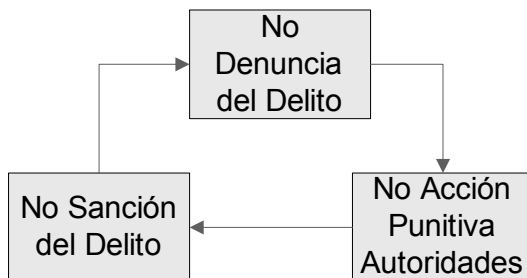 No
Denuncia
del Delito
No Acción
Punitiva
Autoridades
No Sanción
del Delito